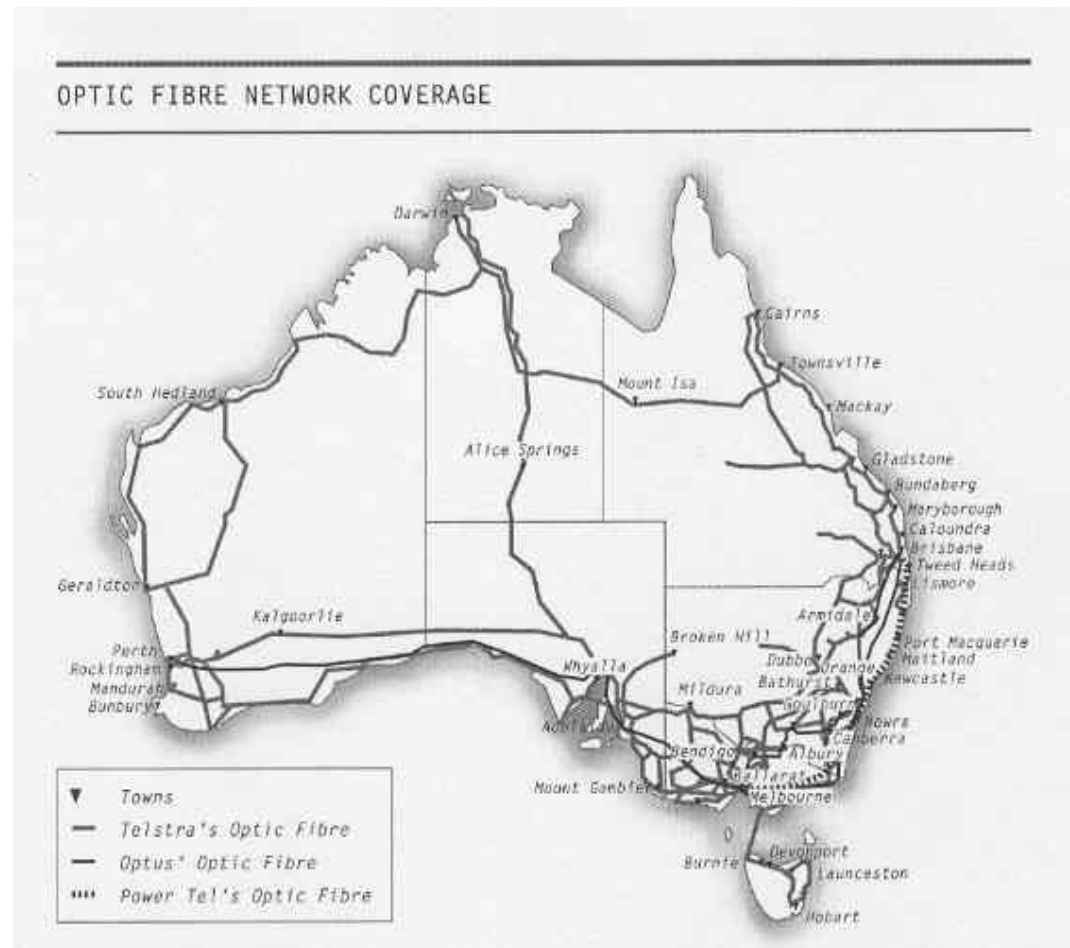 OPTIC FIBRE NETWORK COVERAGE
Darwin
Cairns
Townsville
Mount Isa
South Hedland
Mackay
Alice Springs
Gladstone
Bundaberg
Maryborough
Caloundra
Brisbane
Tweed Heads
Lismore
Geraldton
Kalgoorlie
Armidale
Broken Hill
Port Macquarie
Perth
Dubbo
Maitland
Rockingham
Whyalla
Orange
Newcastle
Mandurah
Mildura
Bathurst
Bunbury
Goulburn
Nowra
Adelaide
Canberra
Bendigo
Albury
Mount Gambier
Ballarat
Melbourne
Devonport
Burnie
Launceston
Hobart
Towns
Telstra's Optic Fibre
Optus' Optic Fibre
Power Tel's Optic Fibre